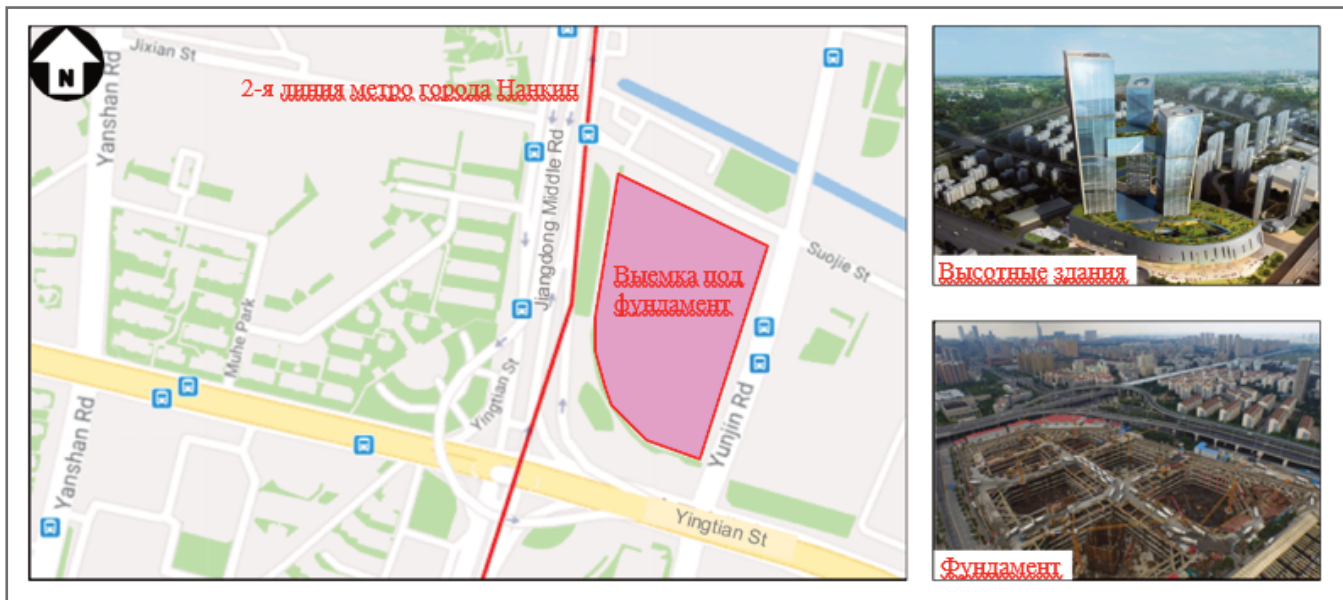 N
Jixian St
Yanshan Rd
2-я линия метро города Нанкин
Jiangdong Middle Rd
Suojie St
Выемка под
фундамент
Muhe Park
Yingtian St
Yunjin Rd
Yanshan Rd
Yingtian St
Высотные здания
Фундамент